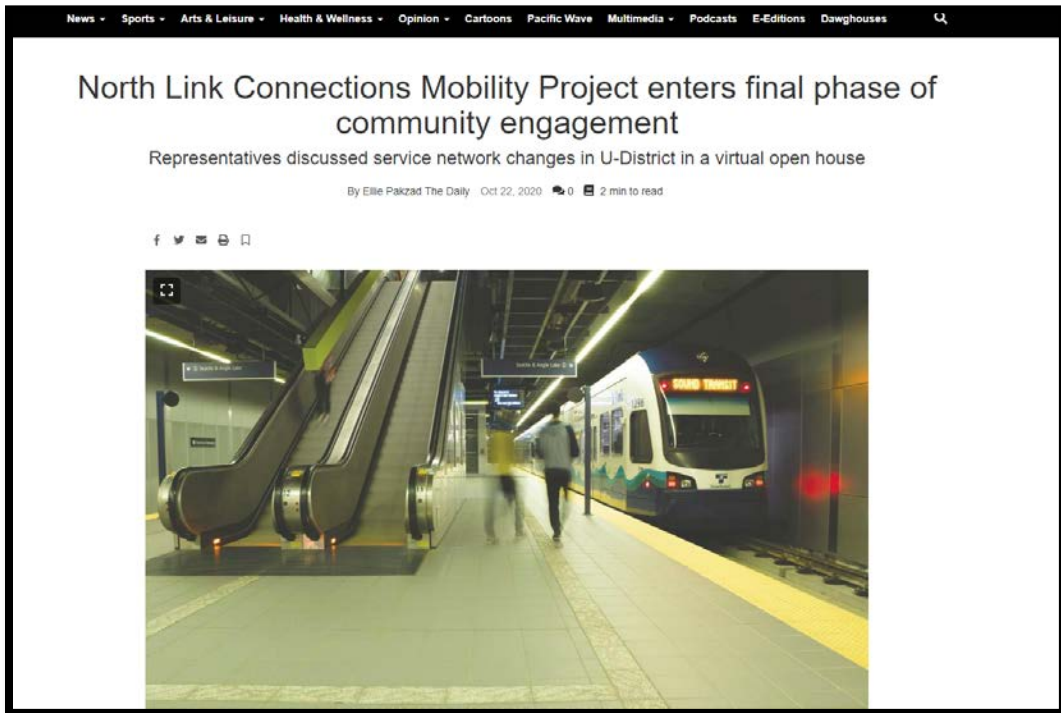 News Sports Arts & Leisure Health & Wellness Opinion Cartoons Pacific Wave Multimedia Podcasts E-Editions Dawghouses
North Link Connections Mobility Project enters final phase of
community engagement
Representatives discussed service network changes in U-District in a virtual open house
By Ellie Pakzad The Daily Oct 22, 2020 0 2 min to read
SOUND TRANSIT